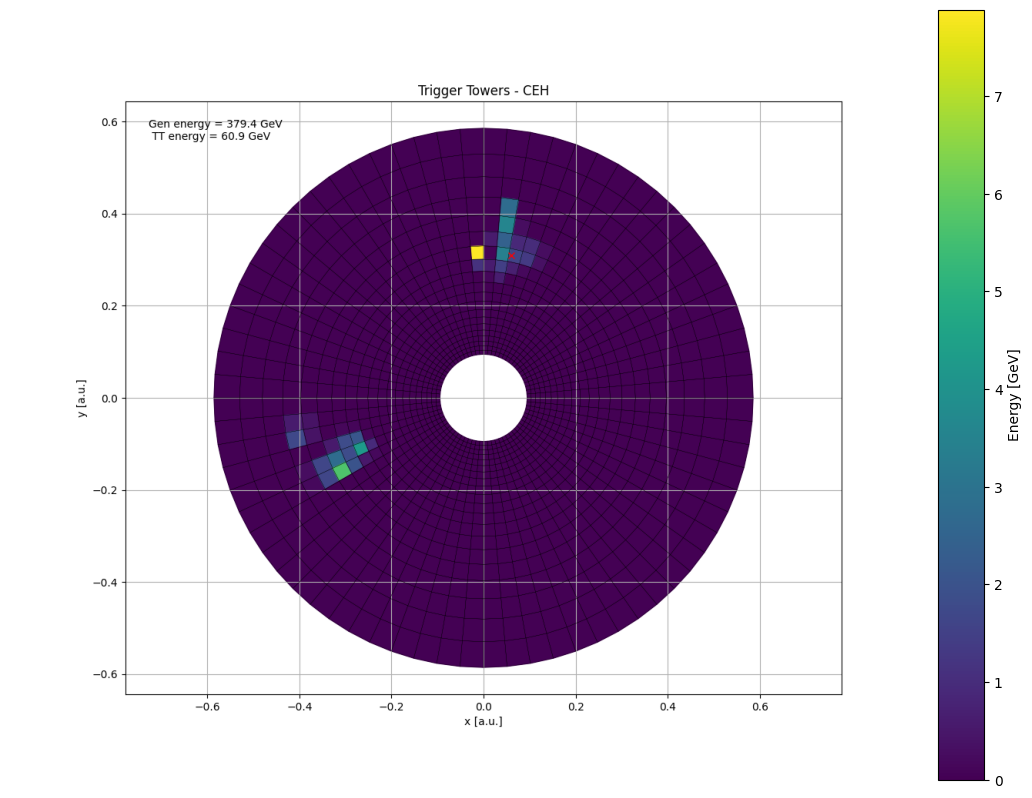 Trigger Towers - CEH
Gen energy = 379.4 GeV
TT energy = 60.9 GeV
0.6
0.4
0.2
0.0
−0.2
−0.4
−0.6
y [a.u.]
−0.6 −0.4 −0.2 0.0 0.2 0.4 0.6
x [a.u.]
7
6
5
4
3
2
1
0
Energy [GeV]